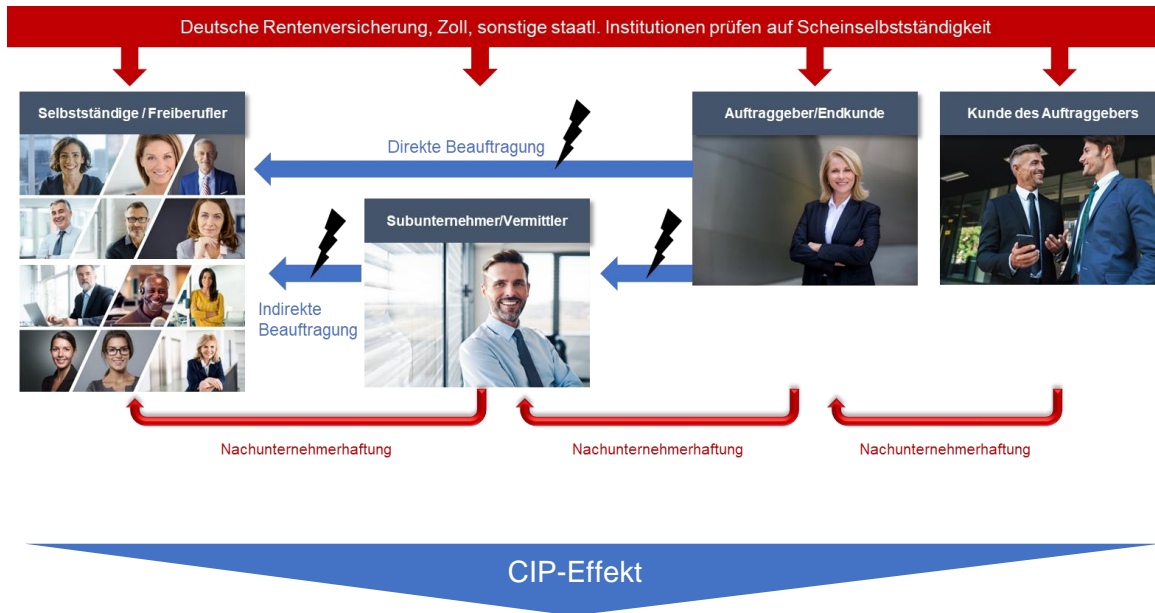 Deutsche Rentenversicherung, Zoll, sonstige staatl. Institutionen prüfen auf Scheinselbstständigkeit
Selbstständige / Freiberufler
Auftraggeber/Endkunde
Kunde des Auftraggebers
Direkte Beauftragung
Subunternehmer/Vermittler
Indirekte
Beauftragung
Nachunternehmerhaftung
Nachunternehmerhaftung
Nachunternehmerhaftung
CIP-Effekt